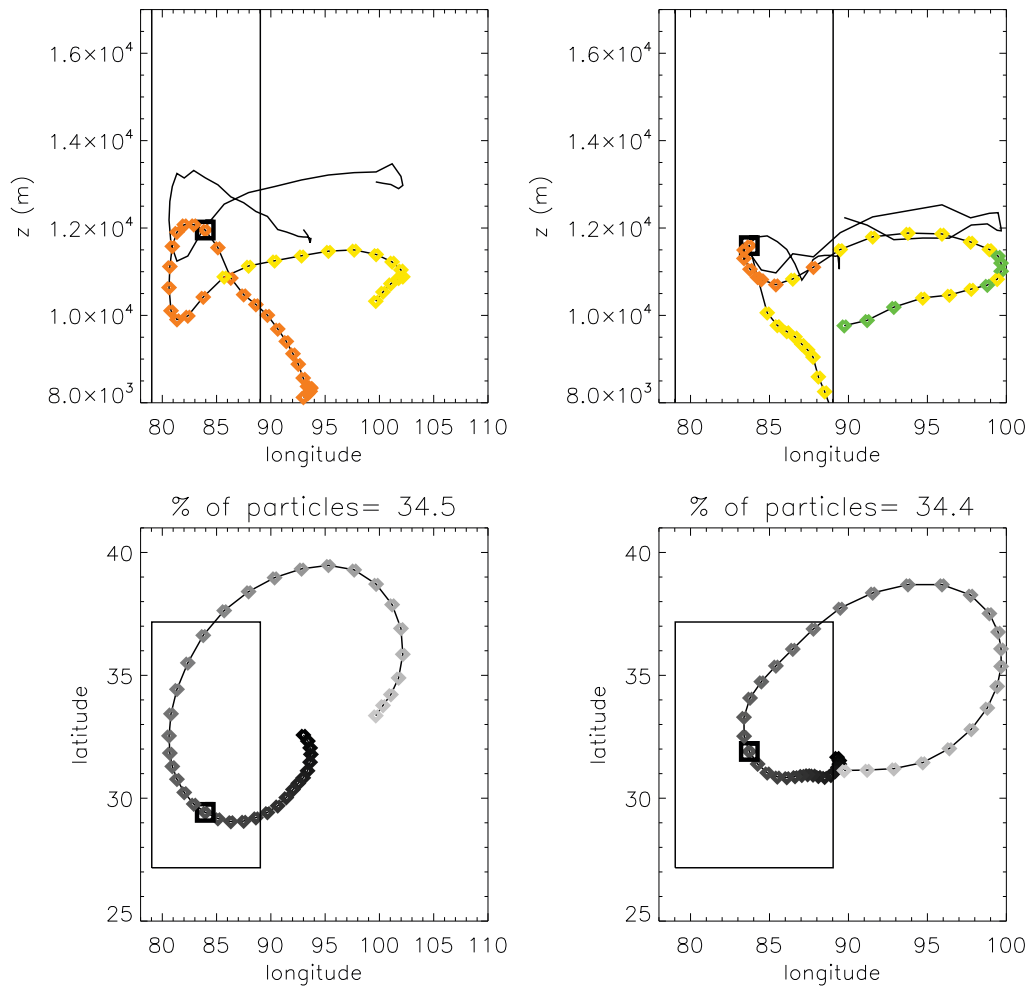 1.6×10⁴
1.4×10⁴
1.2×10⁴
1.0×10⁴
8.0×10³
z (m)
80 85 90 95 100 105 110
longitude
1.6×10⁴
1.4×10⁴
1.2×10⁴
1.0×10⁴
8.0×10³
z (m)
80 85 90 95 100
longitude
% of particles= 34.5
40
35
30
25
latitude
80 85 90 95 100 105 110
longitude
% of particles= 34.4
40
35
30
25
latitude
80 85 90 95 100
longitude